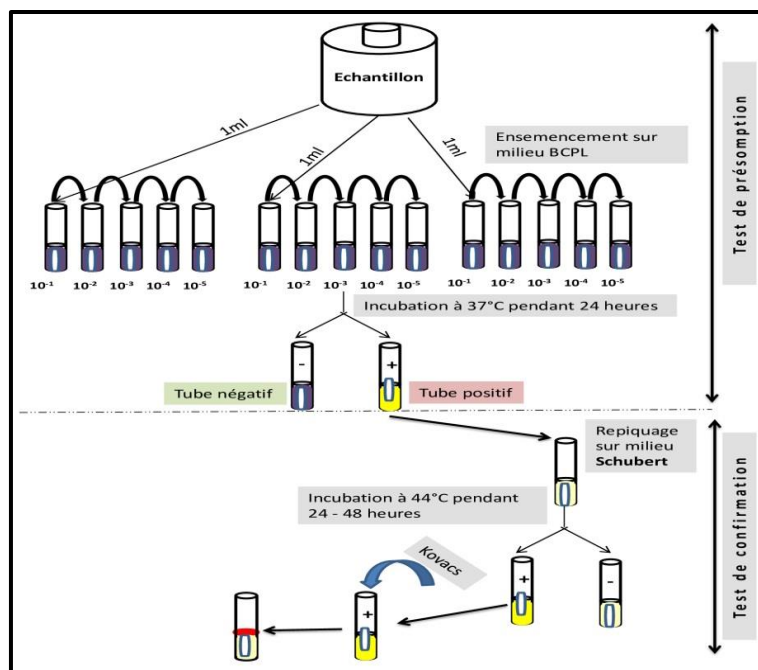 Echantillon
1ml
1ml
1ml
Ensemencement sur
milieu BCPL
10-1 10-2 10-3 10-4 10-5
10-1 10-2 10-3 10-4 10-5
10-1 10-2 10-3 10-4 10-5
Incubation à 37°C pendant 24 heures
-
+
Tube négatif
Tube positif
Test de présomption
Repiquage
sur milieu
Schubert
Incubation à 44°C pendant
24 - 48 heures
Kovacs
+
-
+
Test de confirmation